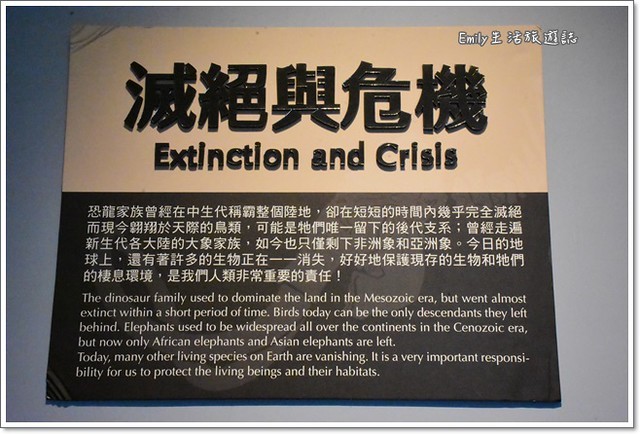 Emily生活旅遊誌
滅絕與危機
Extinction and Crisis
恐龍家族曾經在中生代稱霸整個陸地，卻在短短的時間內幾乎完全滅絕
而現今翱翔於天際的鳥類，可能是牠們唯一留下的後代支系；曾經走遍
新生代各大陸的大象家族，如今也只僅剩下非洲象和亞洲象。今日的地
球上，還有著許多的生物正在一一消失，好好地保護現存的生物和牠們
的棲息環境，是我們人類非常重要的責任！
The dinosaur family used to dominate the land in the Mesozoic era, but went almost
extinct within a short period of time. Birds today can be the only descendants they left
behind. Elephants used to be widespread all over the continents in the Cenozoic era,
but now only African elephants and Asian elephants are left.
Today, many other living species on Earth are vanishing. It is a very important responsi-
bility for us to protect the living beings and their habitats.